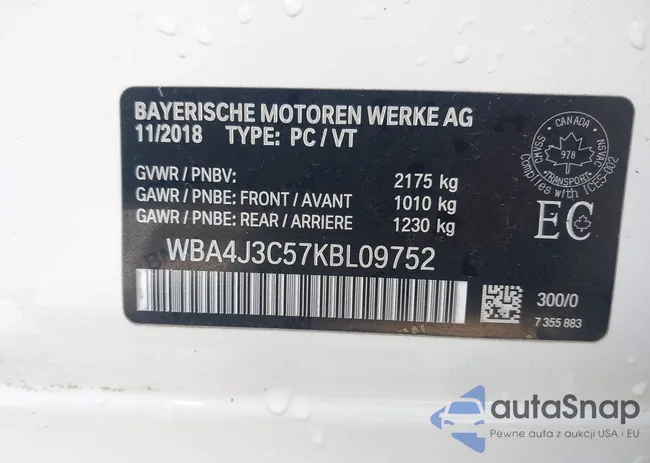 BAYERISCHE MOTOREN WERKE AG
11/2018 TYPE: PC / VT
GVWR / PNBV: 2175 kg
GAWR / PNBE: FRONT / AVANT 1010 kg
GAWR / PNBE: REAR / ARRIERE 1230 kg
WBA4J3C57KBL09752
CANADA
CMVSS 978 NSVAC
TRANSPORT
Complies with ICES-002
EC
300/0
7 355 883
autaSnap
Pewne auta z aukcji USA i EU